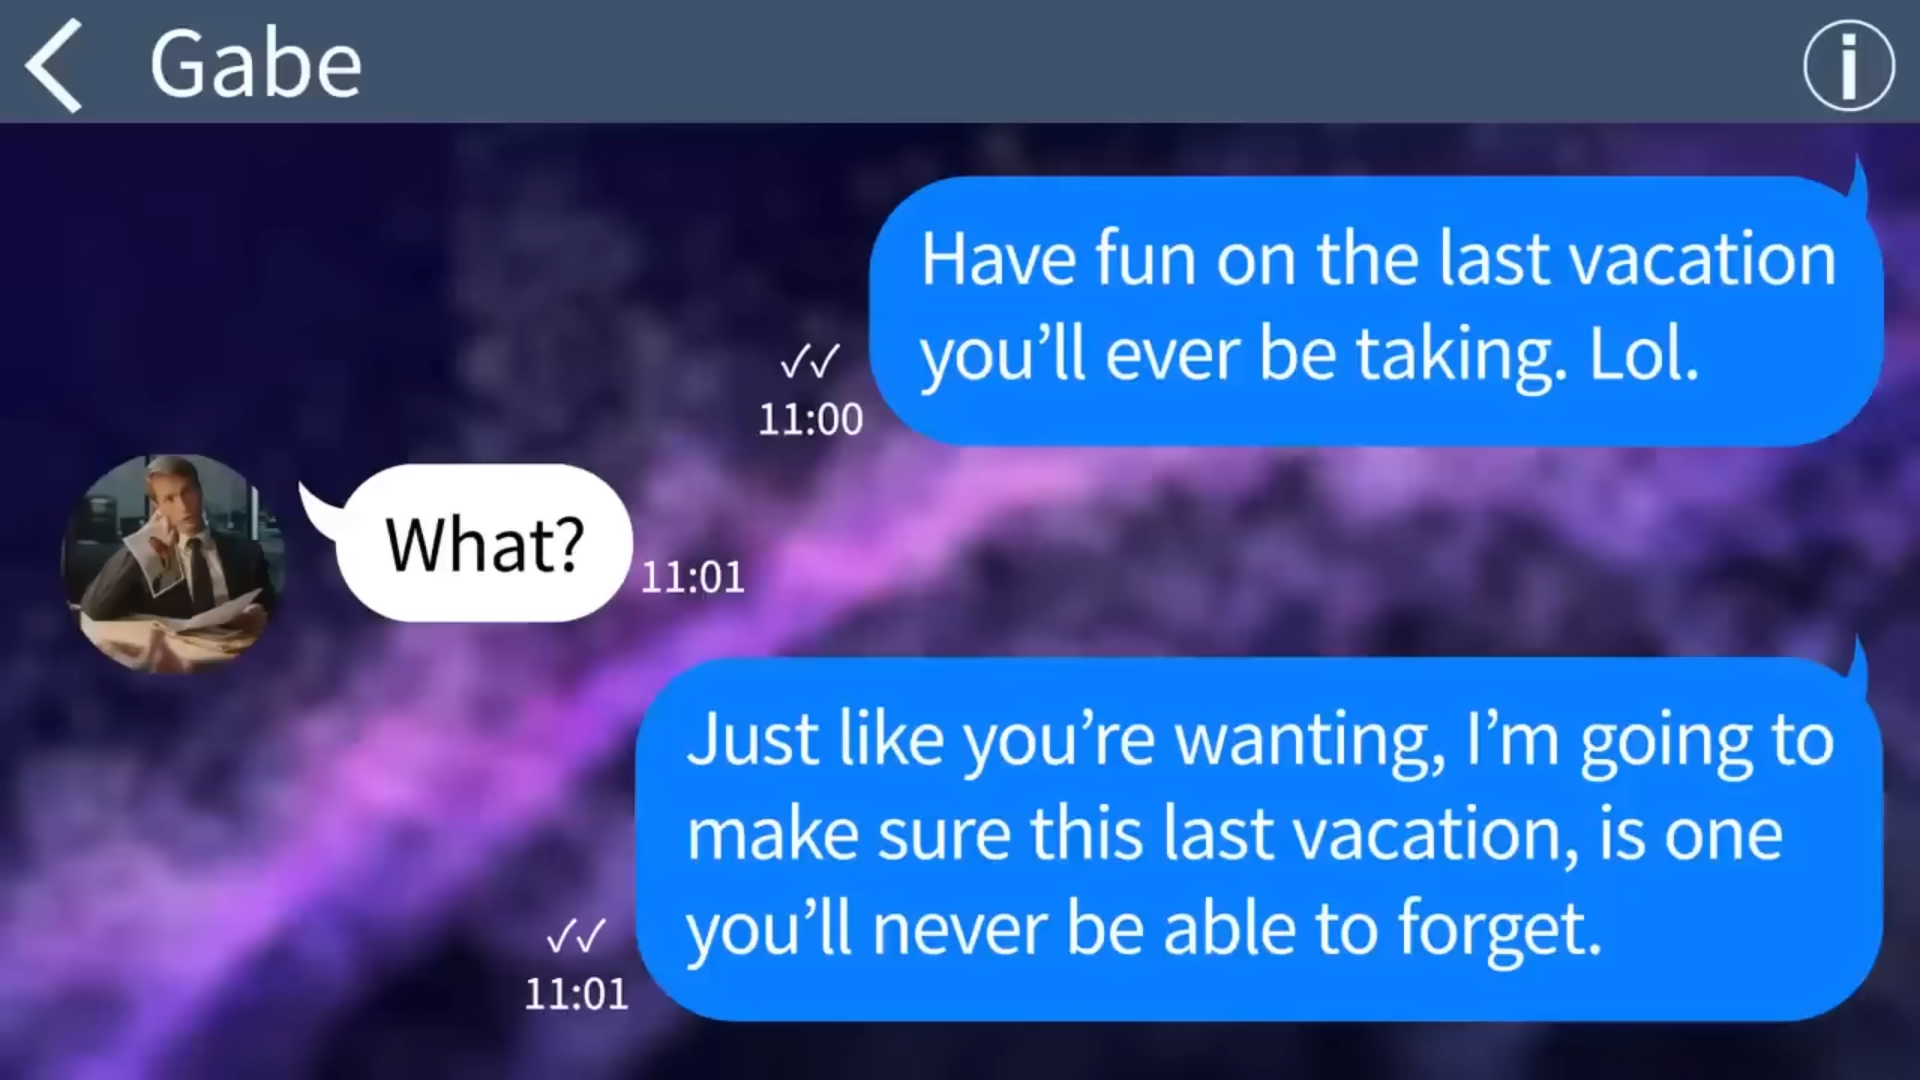 Gabe
Have fun on the last vacation
you’ll ever be taking. Lol.
✓✓
11:00
What?
11:01
Just like you’re wanting, I’m going to
make sure this last vacation, is one
you’ll never be able to forget.
✓✓
11:01